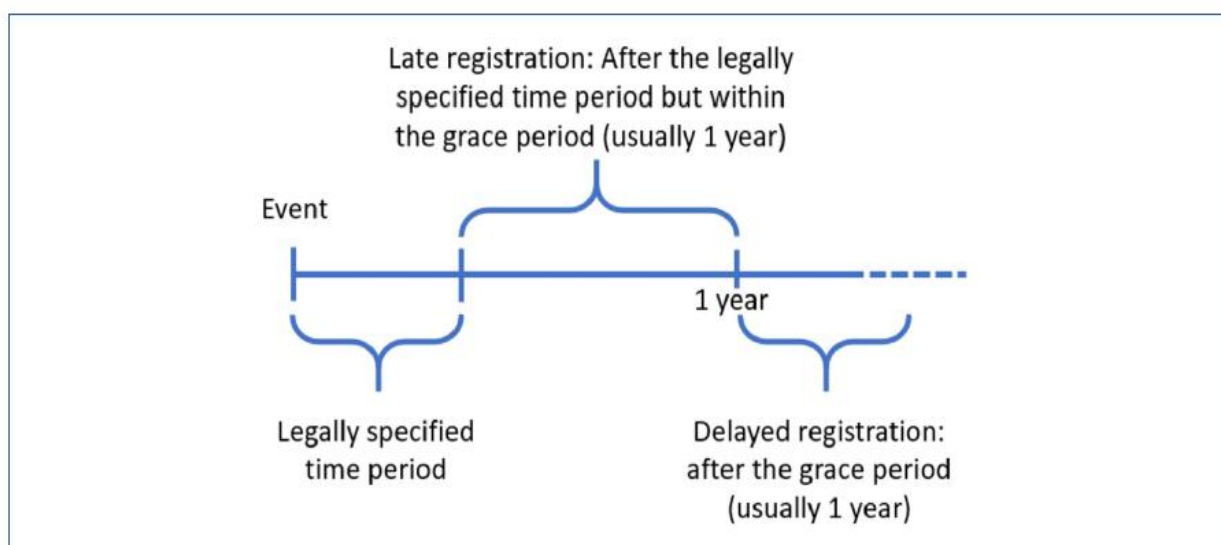 Late registration: After the legally
specified time period but within
the grace period (usually 1 year)
Event
1 year
Legally specified
time period
Delayed registration:
after the grace period
(usually 1 year)